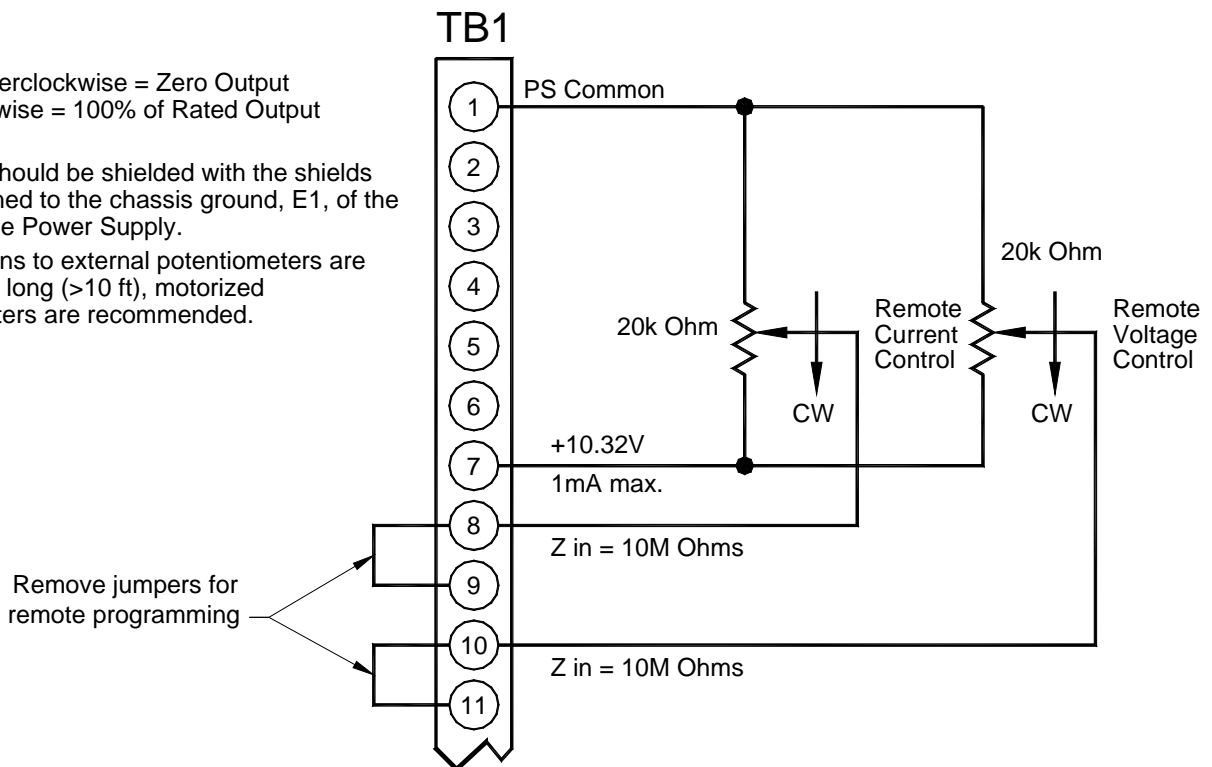 TB1
erclockwise = Zero Output
wise = 100% of Rated Output
hould be shielded with the shields
ned to the chassis ground, E1, of the
e Power Supply.
ns to external potentiometers are
long (>10 ft), motorized
ters are recommended.
1
2
3
4
5
6
7
8
9
10
11
PS Common
20k Ohm
Remote
Current
Control
CW
20k Ohm
Remote
Voltage
Control
CW
+10.32V
1mA max.
Z in = 10M Ohms
Z in = 10M Ohms
Remove jumpers for
remote programming